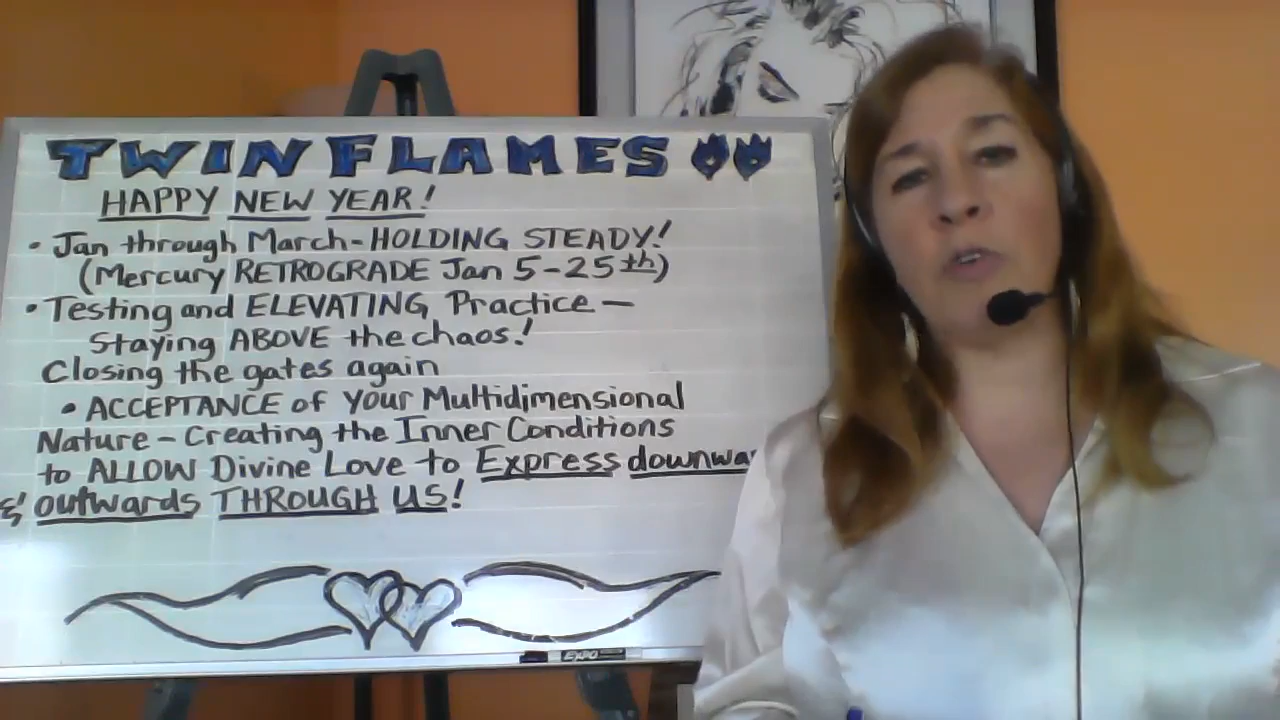 TWIN FLAMES
HAPPY NEW YEAR!
• Jan through March-HOLDING STEADY!
(Mercury RETROGRADE Jan 5-25th)
• Testing and ELEVATING Practice —
Staying ABOVE the chaos!
Closing the gates again
• ACCEPTANCE of your Multidimensional
Nature - Creating the Inner Conditions
to ALLOW Divine Love to Express downwa
& outwards THROUGH US!
EXPO